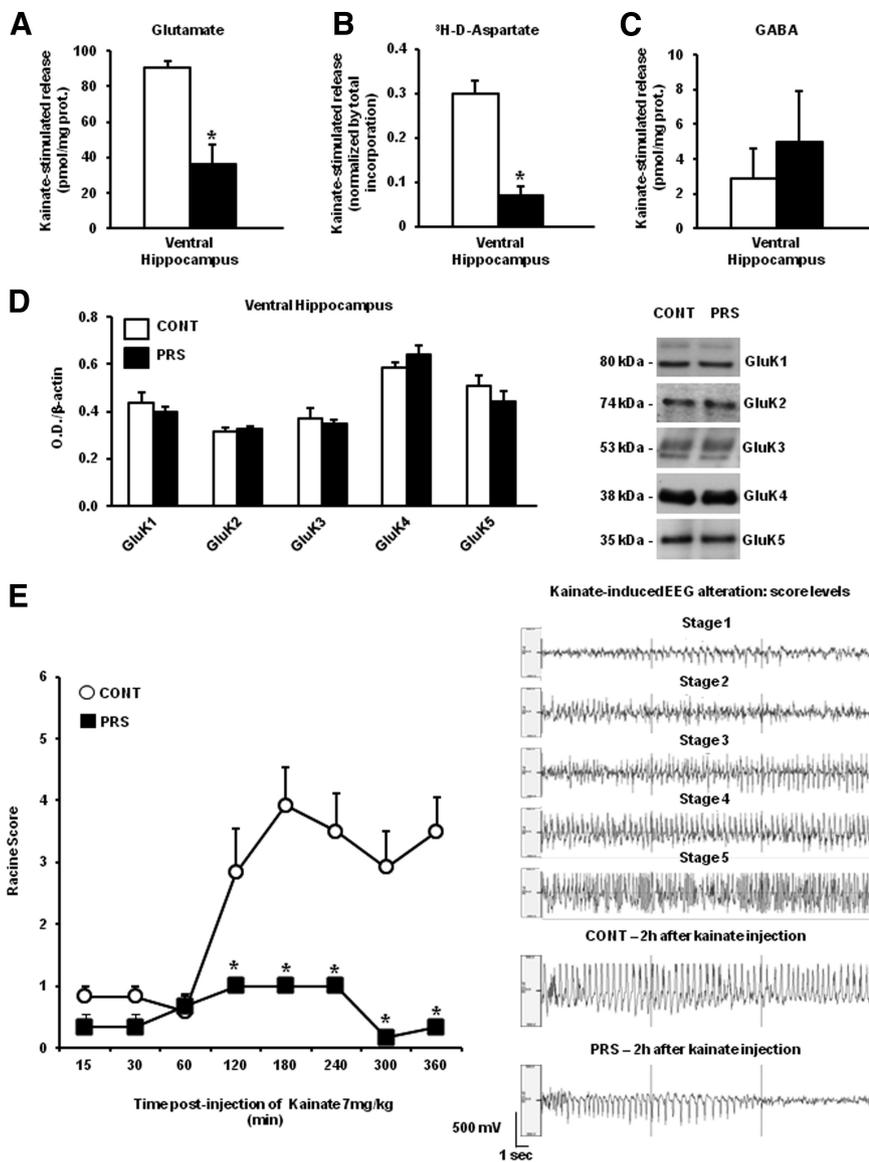 A
Glutamate
Kainate-stimulated release
(pmol/mg prot.)
100
80
60
40
20
0
*
Ventral
Hippocampus
B
³H-D-Aspartate
Kainate-stimulated release
(normalized by total
incorporation)
0.4
0.3
0.2
0.1
0
*
Ventral
Hippocampus
C
GABA
Kainate-stimulated release
(pmol/mg prot.)
10
8
6
4
2
0
Ventral
Hippocampus
D
Ventral Hippocampus
CONT
PRS
O.D./β-actin
0.8
0.6
0.4
0.2
0.0
GluK1
GluK2
GluK3
GluK4
GluK5
CONT PRS
80 kDa - GluK1
74 kDa - GluK2
53 kDa - GluK3
38 kDa - GluK4
35 kDa - GluK5
E
CONT
PRS
Racine Score
6
5
4
3
2
1
0
* * * * *
15 30 60 120 180 240 300 360
Time post-injection of Kainate 7mg/kg
(min)
Kainate-induced EEG alteration: score levels
Stage 1
Stage 2
Stage 3
Stage 4
Stage 5
CONT – 2h after kainate injection
PRS – 2h after kainate injection
500 mV
1 sec